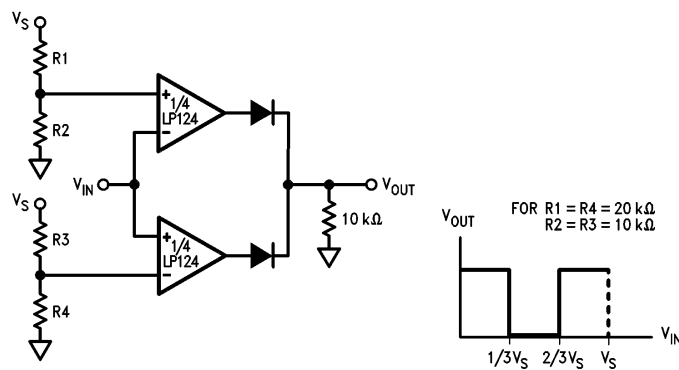 VS
R1
R2
+
1/4
LP124
−
VIN
VOUT
10 kΩ
VS
R3
R4
+
1/4
LP124
−
FOR R1 = R4 = 20 kΩ
R2 = R3 = 10 kΩ
VOUT
VIN
1/3VS 2/3VS VS